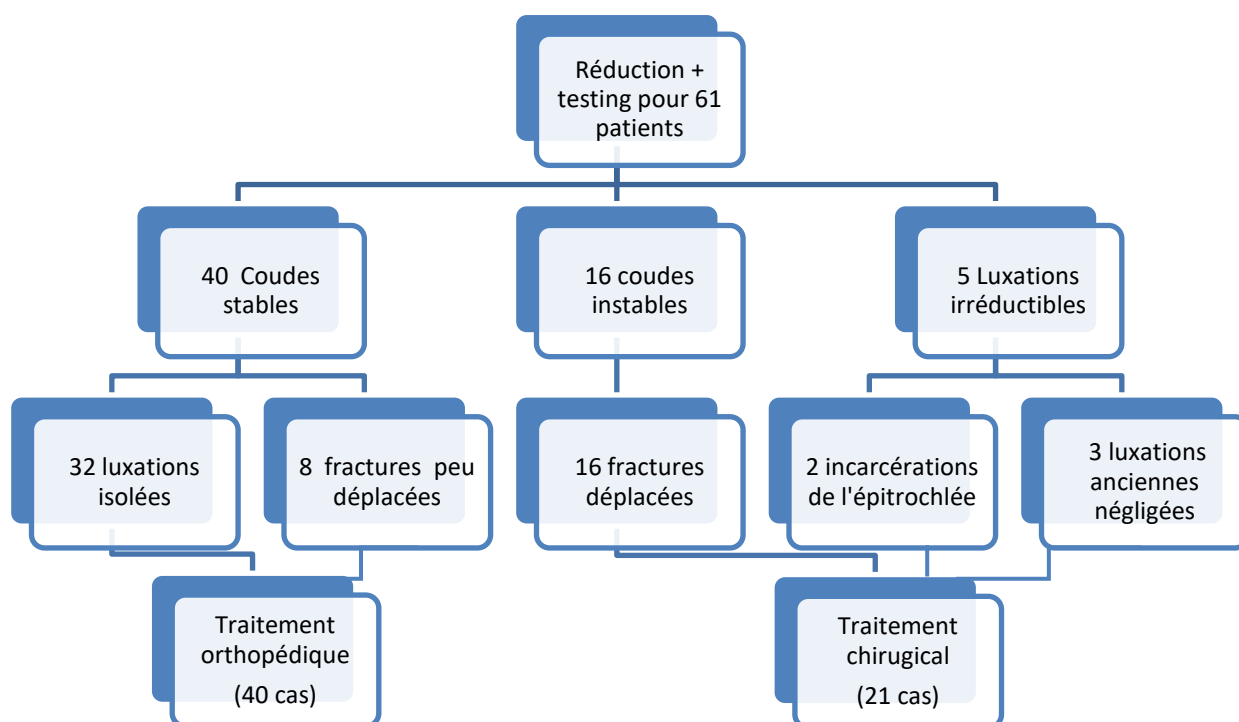 Réduction +
testing pour 61
patients
40 Coudes
stables
16 coudes
instables
5 Luxations
irréductibles
32 luxations
isolées
8 fractures peu
déplacées
16 fractures
déplacées
2 incarcérations
de l'épitrochlée
3 luxations
anciennes
négligées
Traitement
orthopédique
(40 cas)
Traitement
chirugical
(21 cas)